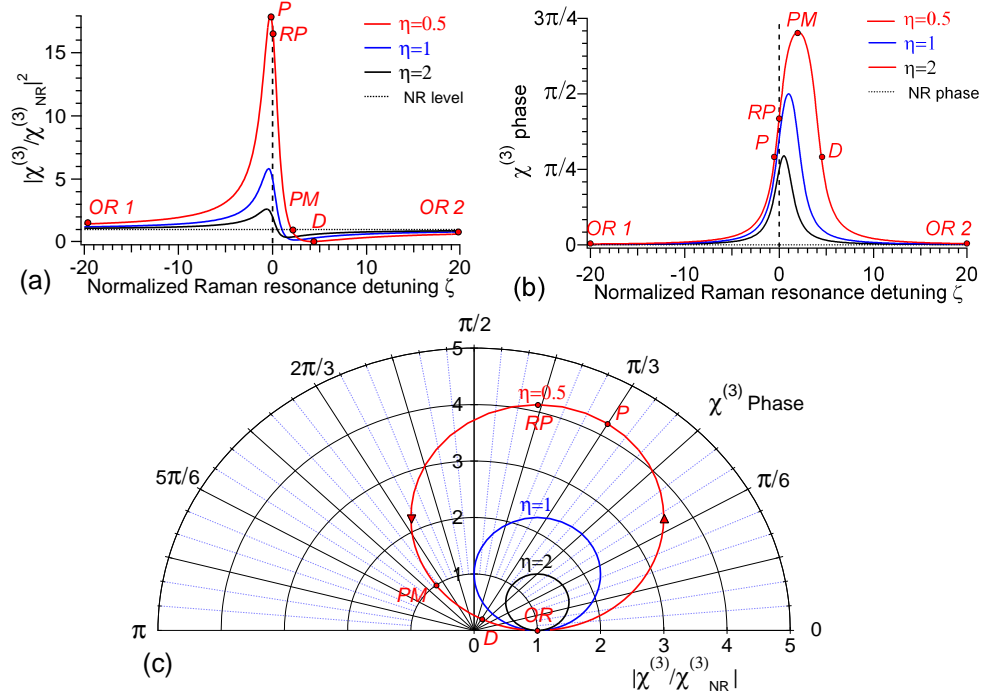 P
RP
η=0.5
η=1
η=2
NR level
|χ(3)/χ(3)NR|2
15
10
5
0
OR 1
PM
D
OR 2
-20
-10
0
10
20
(a)
Normalized Raman resonance detuning ζ
3π/4
PM
η=0.5
η=1
η=2
NR phase
χ(3) phase
π/2
RP
P
D
π/4
0
OR 1
OR 2
-20
-10
0
10
20
(b)
Normalized Raman resonance detuning ζ
π/2
5
2π/3
π/3
4
η=0.5
RP
P
χ(3) Phase
3
5π/6
π/6
2
η=1
1
η=2
PM
OR
π
D
0
0
1
2
3
4
5
(c)
|χ(3)/χ(3)NR|